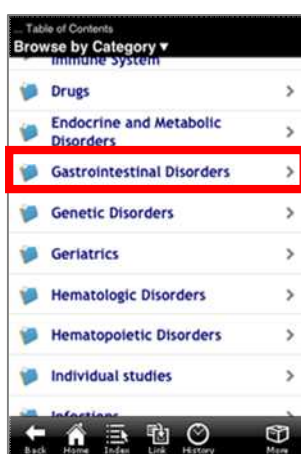 ... Table of Contents
Browse by Category ▼
Immune System
Drugs
Endocrine and Metabolic
Disorders
Gastrointestinal Disorders
Genetic Disorders
Geriatrics
Hematologic Disorders
Hematopoietic Disorders
Individual studies
Infections
Back Home Index Link History More